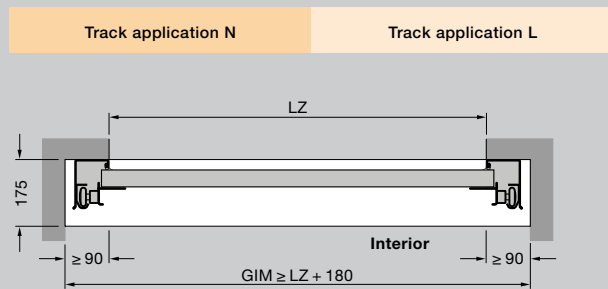 Track application N
Track application L
LZ
175
Interior
≥ 90
≥ 90
GIM ≥ LZ + 180